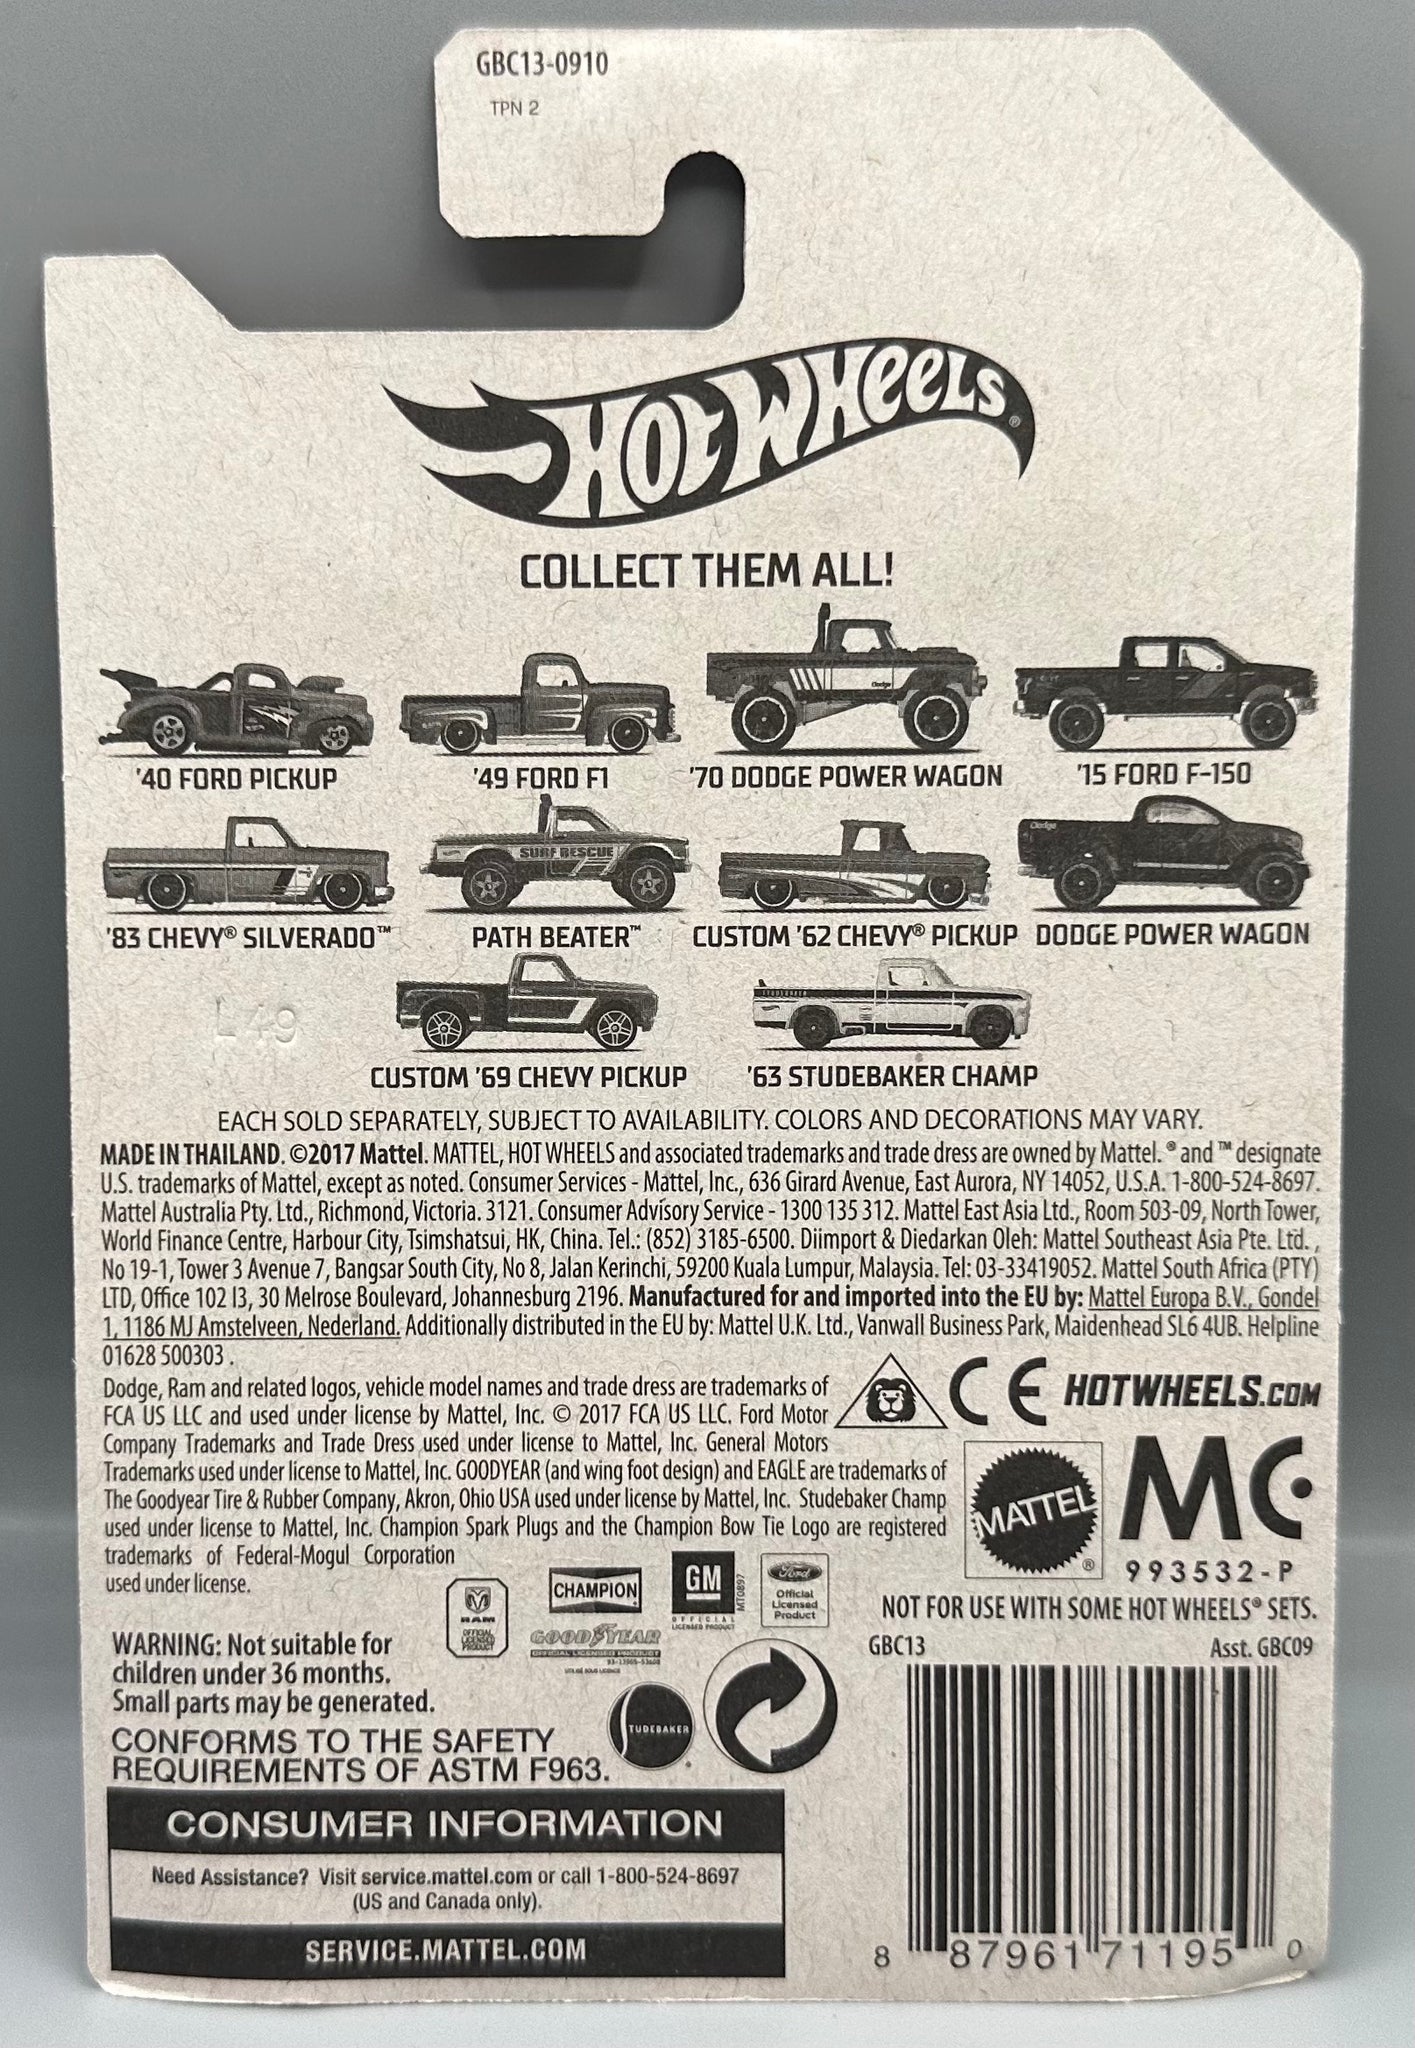 GBC13-0910
TPN 2
HOT WHEELS®
COLLECT THEM ALL!
'40 FORD PICKUP '49 FORD F1 '70 DODGE POWER WAGON '15 FORD F-150
SURF RESCUE
'83 CHEVY® SILVERADO™ PATH BEATER™ CUSTOM '62 CHEVY® PICKUP DODGE POWER WAGON
L49
CUSTOM '69 CHEVY PICKUP '63 STUDEBAKER CHAMP
EACH SOLD SEPARATELY, SUBJECT TO AVAILABILITY. COLORS AND DECORATIONS MAY VARY.
MADE IN THAILAND. ©2017 Mattel. MATTEL, HOT WHEELS and associated trademarks and trade dress are owned by Mattel. ® and ™ designate
U.S. trademarks of Mattel, except as noted. Consumer Services - Mattel, Inc., 636 Girard Avenue, East Aurora, NY 14052, U.S.A. 1-800-524-8697.
Mattel Australia Pty. Ltd., Richmond, Victoria. 3121. Consumer Advisory Service - 1300 135 312. Mattel East Asia Ltd., Room 503-09, North Tower,
World Finance Centre, Harbour City, Tsimshatsui, HK, China. Tel.: (852) 3185-6500. Diimport & Diedarkan Oleh: Mattel Southeast Asia Pte. Ltd. ,
No 19-1, Tower 3 Avenue 7, Bangsar South City, No 8, Jalan Kerinchi, 59200 Kuala Lumpur, Malaysia. Tel: 03-33419052. Mattel South Africa (PTY)
LTD, Office 102 I3, 30 Melrose Boulevard, Johannesburg 2196. Manufactured for and imported into the EU by: Mattel Europa B.V., Gondel
1, 1186 MJ Amstelveen, Nederland. Additionally distributed in the EU by: Mattel U.K. Ltd., Vanwall Business Park, Maidenhead SL6 4UB. Helpline
01628 500303 .
Dodge, Ram and related logos, vehicle model names and trade dress are trademarks of
FCA US LLC and used under license by Mattel, Inc. © 2017 FCA US LLC. Ford Motor
Company Trademarks and Trade Dress used under license to Mattel, Inc. General Motors
Trademarks used under license to Mattel, Inc. GOODYEAR (and wing foot design) and EAGLE are trademarks of
The Goodyear Tire & Rubber Company, Akron, Ohio USA used under license by Mattel, Inc. Studebaker Champ
used under license to Mattel, Inc. Champion Spark Plugs and the Champion Bow Tie Logo are registered
trademarks of Federal-Mogul Corporation
used under license.
CE HOTWHEELS.COM
MATTEL®
MC
993532-P
NOT FOR USE WITH SOME HOT WHEELS® SETS.
GBC13 Asst. GBC09
RAM
OFFICIAL
LICENSED
PRODUCT
CHAMPION
GM
OFFICIAL
LICENSED PRODUCT
MT0897
Ford
Official
Licensed
Product
GOODYEAR
OFFICIAL LICENSED PRODUCT
STUDEBAKER
WARNING: Not suitable for
children under 36 months.
Small parts may be generated.
CONFORMS TO THE SAFETY
REQUIREMENTS OF ASTM F963.
CONSUMER INFORMATION
Need Assistance? Visit service.mattel.com or call 1-800-524-8697
(US and Canada only).
SERVICE.MATTEL.COM
8 87961 71195 0